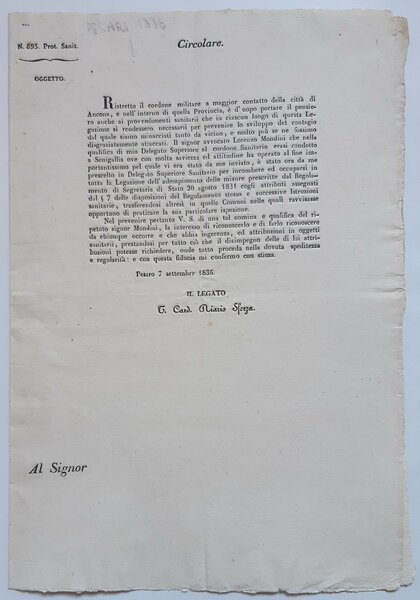 PESARO 1836
N. 895. Prot. Sanit.
Circolare.
OGGETTO.
Ristretto il cordone militare a maggior contatto della città di
Ancona, e nell'intero di quella Provincia, è d'uopo portare il pensie-
ro anche ai provvedimenti sanitarii che in ciascun luogo di questa Le-
gazione si rendessero necessarii per prevenire lo sviluppo del contagio
dal quale siamo minacciati tanto da vicino, e molto più se ne fossimo
disgraziatamente attaccati. Il signor avvocato Lorenzo Mondini che nella
qualifica di mio Delegato Superiore al cordone Sanitario erasi condotto
a Senigallia ove con molta saviezza ed attitudine ha operato al fine im-
portantissimo pel quale vi era stato da me inviato, è stato ora da me
prescelto in Delegato Superiore Sanitario per incombere ed occuparsi in
tutta la Legazione dell'adempimento delle misure prescritte dal Regola-
mento di Segreteria di Stato 20 agosto 1831 cogli attributi assegnati
dal § 7 delle disposizioni del Regolamento stesso e successive Istruzioni
Sanitarie, trasferendosi altresì in quelle Comuni nelle quali ravvisasse
opportuno di praticare la sua particolare ispezione.
Nel prevenire pertanto V. S. di una tal nomina e qualifica del ri-
petuto signor Mondini, la interesso di riconoscerlo e di farlo riconoscere
da chiunque occorre e che abbia ingerenza, ed attribuzioni in oggetti
sanitarii, prestandosi per tutto ciò che il disimpegno delle di lui attri-
buzioni potesse richiedere, onde tutto proceda nella dovuta speditezza
e regolarità: e con questa fiducia mi confermo con stima.
Pesaro 7 settembre 1836.
IL LEGATO
T. Card. Riario Sforza.
Al Signor